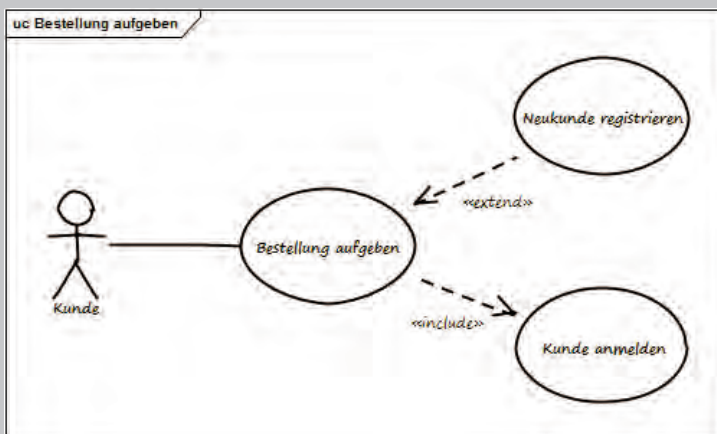 uc Bestellung aufgeben
Neukunde registrieren
«extend»
Bestellung aufgeben
Kunde
«include»
Kunde anmelden